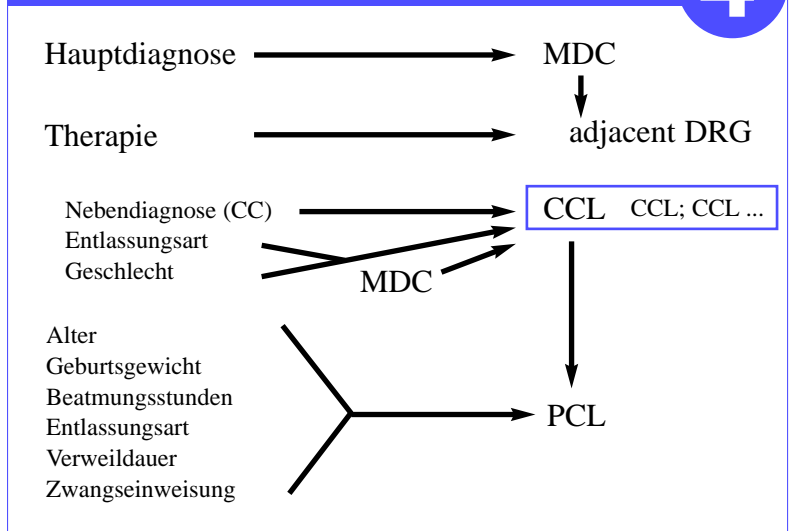 4
Hauptdiagnose MDC
Therapie adjacent DRG
Nebendiagnose (CC) CCL CCL; CCL ...
Entlassungsart
Geschlecht
MDC
Alter
Geburtsgewicht
Beatmungsstunden
Entlassungsart PCL
Verweildauer
Zwangseinweisung